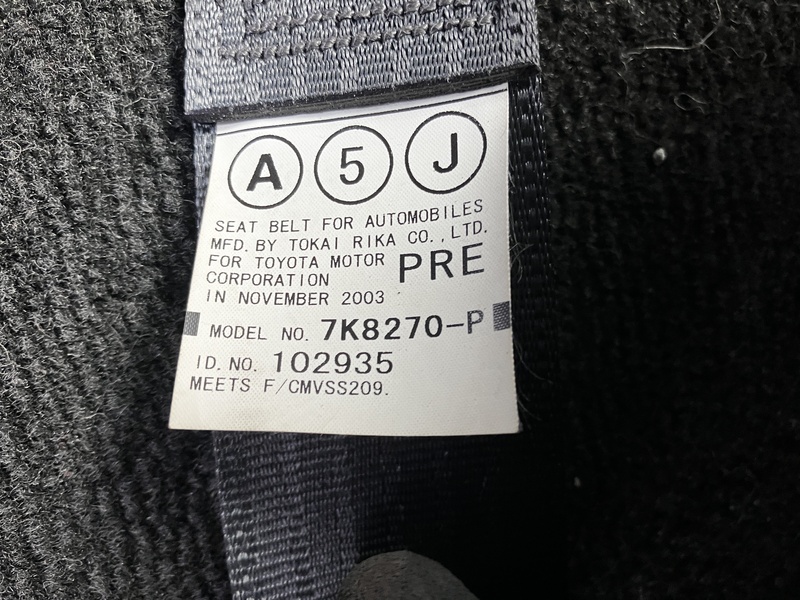 A 5 J
SEAT BELT FOR AUTOMOBILES
MFD. BY TOKAI RIKA CO., LTD.
FOR TOYOTA MOTOR PRE
CORPORATION
IN NOVEMBER 2003
MODEL NO. 7K8270-P
ID. NO. 102935
MEETS F/CMVSS209.